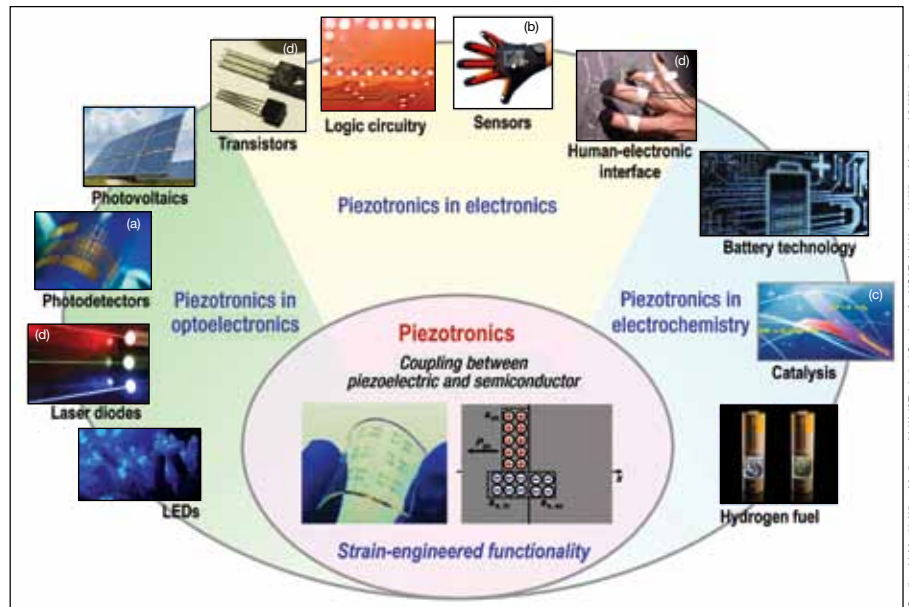 (d)
Transistors
Logic circuitry
(b)
Sensors
(d)
Human-electronic
interface
Photovoltaics
Battery technology
Piezotronics in electronics
(a)
Photodetectors
Piezotronics in
optoelectronics
Piezotronics in
electrochemistry
(c)
Catalysis
(d)
Laser diodes
LEDs
Hydrogen fuel
Piezotronics
Coupling between
piezoelectric and semiconductor
Strain-engineered functionality